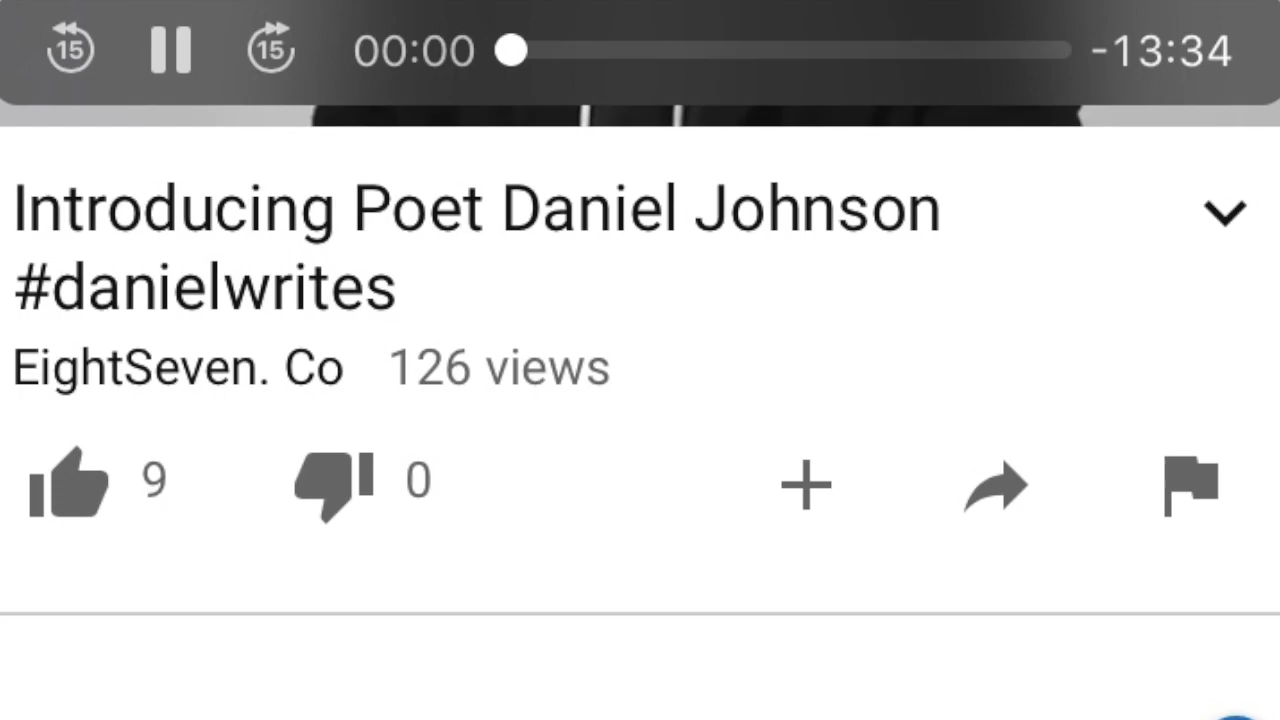 15 15 00:00 -13:34
Introducing Poet Daniel Johnson
#danielwrites
EightSeven. Co 126 views
9 0